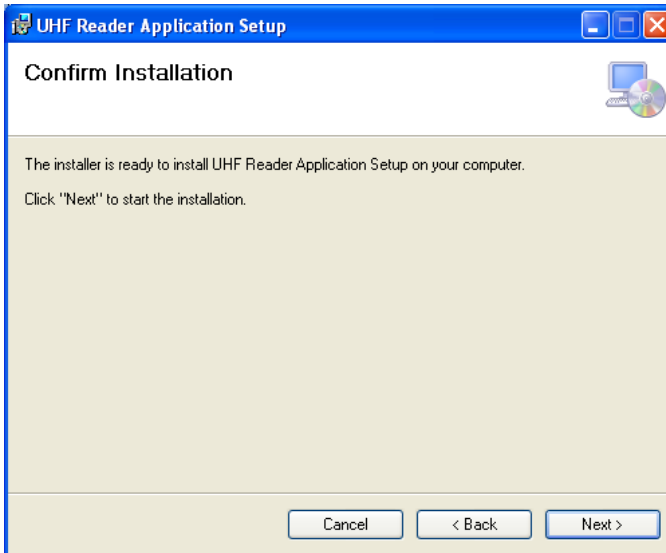 UHF Reader Application Setup
Confirm Installation
The installer is ready to install UHF Reader Application Setup on your computer.
Click "Next" to start the installation.
Cancel
< Back
Next >